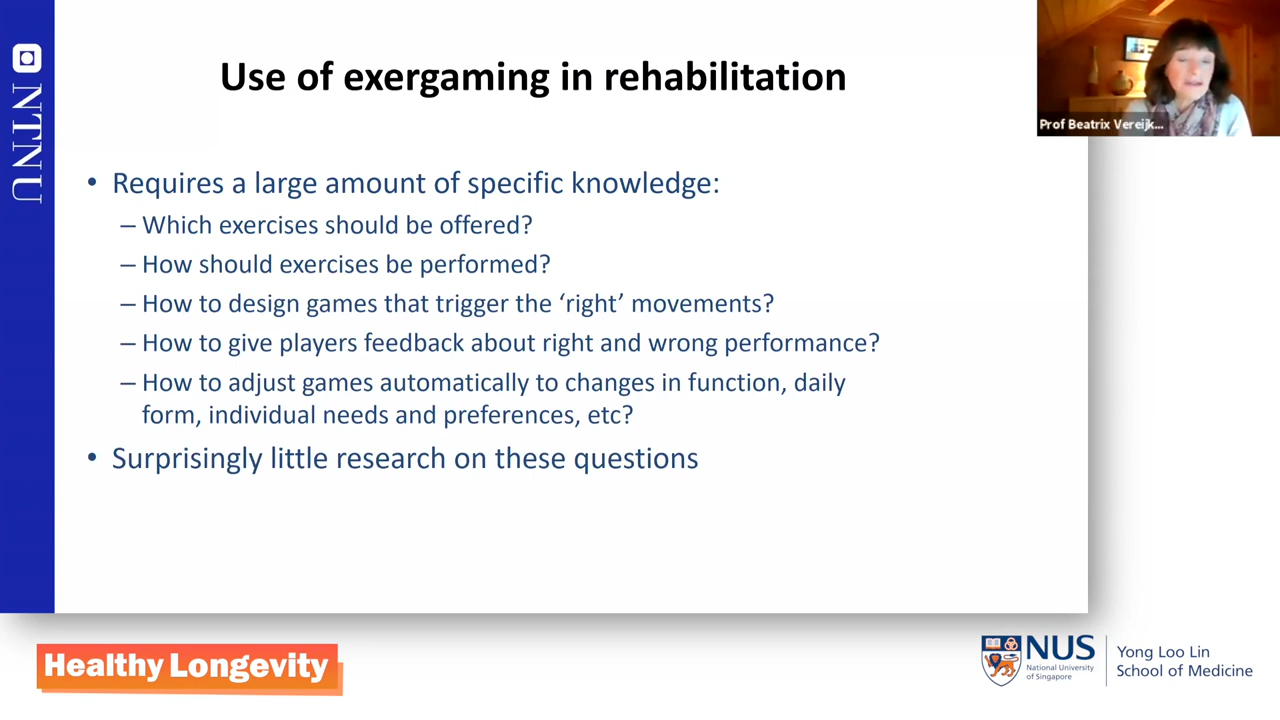 NTNU
Use of exergaming in rehabilitation
Prof Beatrix Vereijk...
• Requires a large amount of specific knowledge:
– Which exercises should be offered?
– How should exercises be performed?
– How to design games that trigger the ‘right’ movements?
– How to give players feedback about right and wrong performance?
– How to adjust games automatically to changes in function, daily
form, individual needs and preferences, etc?
• Surprisingly little research on these questions
Healthy Longevity
NUS
National University
of Singapore
Yong Loo Lin
School of Medicine